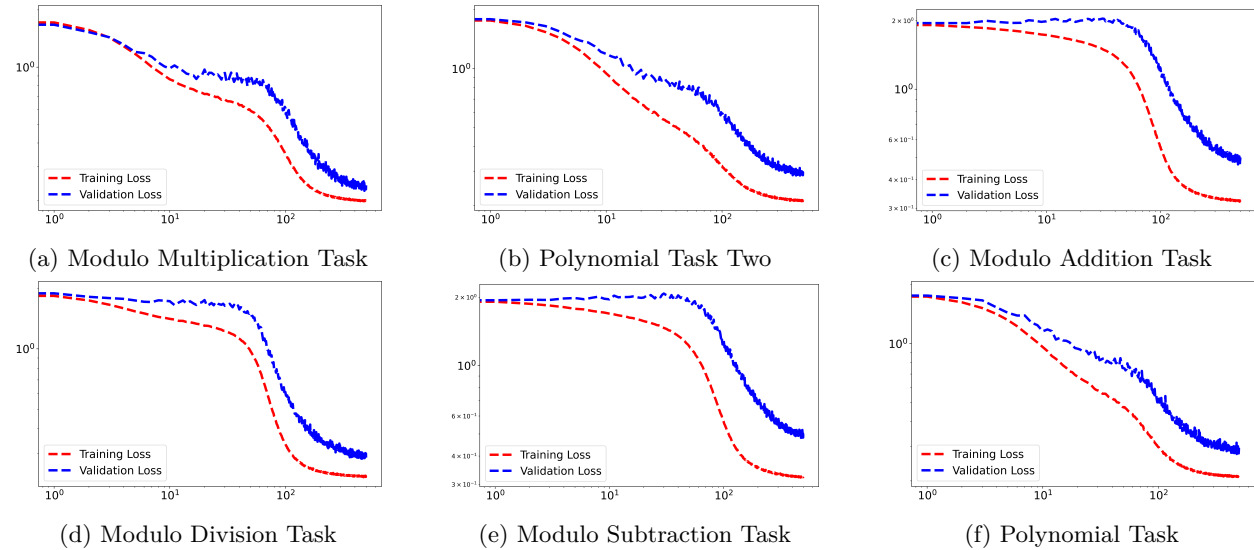 10⁰
Training Loss
Validation Loss
10⁰ 10¹ 10²
(a) Modulo Multiplication Task
10⁰
Training Loss
Validation Loss
10⁰ 10¹ 10²
(b) Polynomial Task Two
2 × 10⁰
10⁰
6 × 10⁻¹
4 × 10⁻¹
3 × 10⁻¹
Training Loss
Validation Loss
10⁰ 10¹ 10²
(c) Modulo Addition Task
10⁰
Training Loss
Validation Loss
10⁰ 10¹ 10²
(d) Modulo Division Task
2 × 10⁰
10⁰
6 × 10⁻¹
4 × 10⁻¹
3 × 10⁻¹
Training Loss
Validation Loss
10⁰ 10¹ 10²
(e) Modulo Subtraction Task
10⁰
Training Loss
Validation Loss
10⁰ 10¹ 10²
(f) Polynomial Task